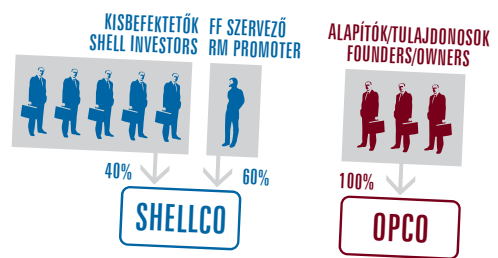 KISBEFEKTETŐK
SHELL INVESTORS
FF SZERVEZŐ
RM PROMOTER
ALAPÍTÓK/TULAJDONOSOK
FOUNDERS/OWNERS
40%
60%
100%
SHELLCO
OPCO